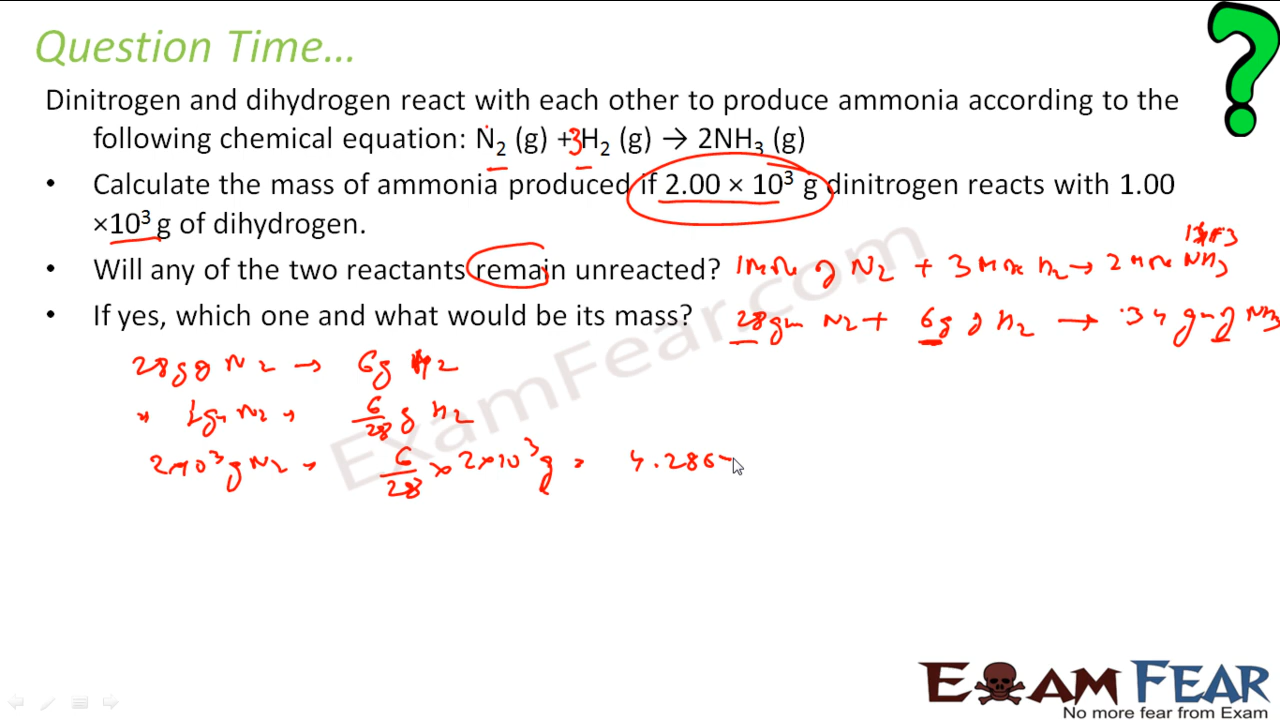 Question Time...
Dinitrogen and dihydrogen react with each other to produce ammonia according to the
following chemical equation: N₂ (g) +3H₂ (g) → 2NH₃ (g)
• Calculate the mass of ammonia produced if 2.00 × 10³ g dinitrogen reacts with 1.00
×10³ g of dihydrogen.
• Will any of the two reactants remain unreacted?
1 Mole of N₂ + 3 Mole H₂ → 2 Mole NH₃
• If yes, which one and what would be its mass?
28 gm N₂ + 6g of H₂ → 34 gm of NH₃
28g of N₂ → 6g H₂
1gm N₂ → 6/28 g H₂
2×10³ g N₂ → 6/28 × 2×10³ g = 4.286
ExamFear.com
EXAM FEAR
No more fear from Exam